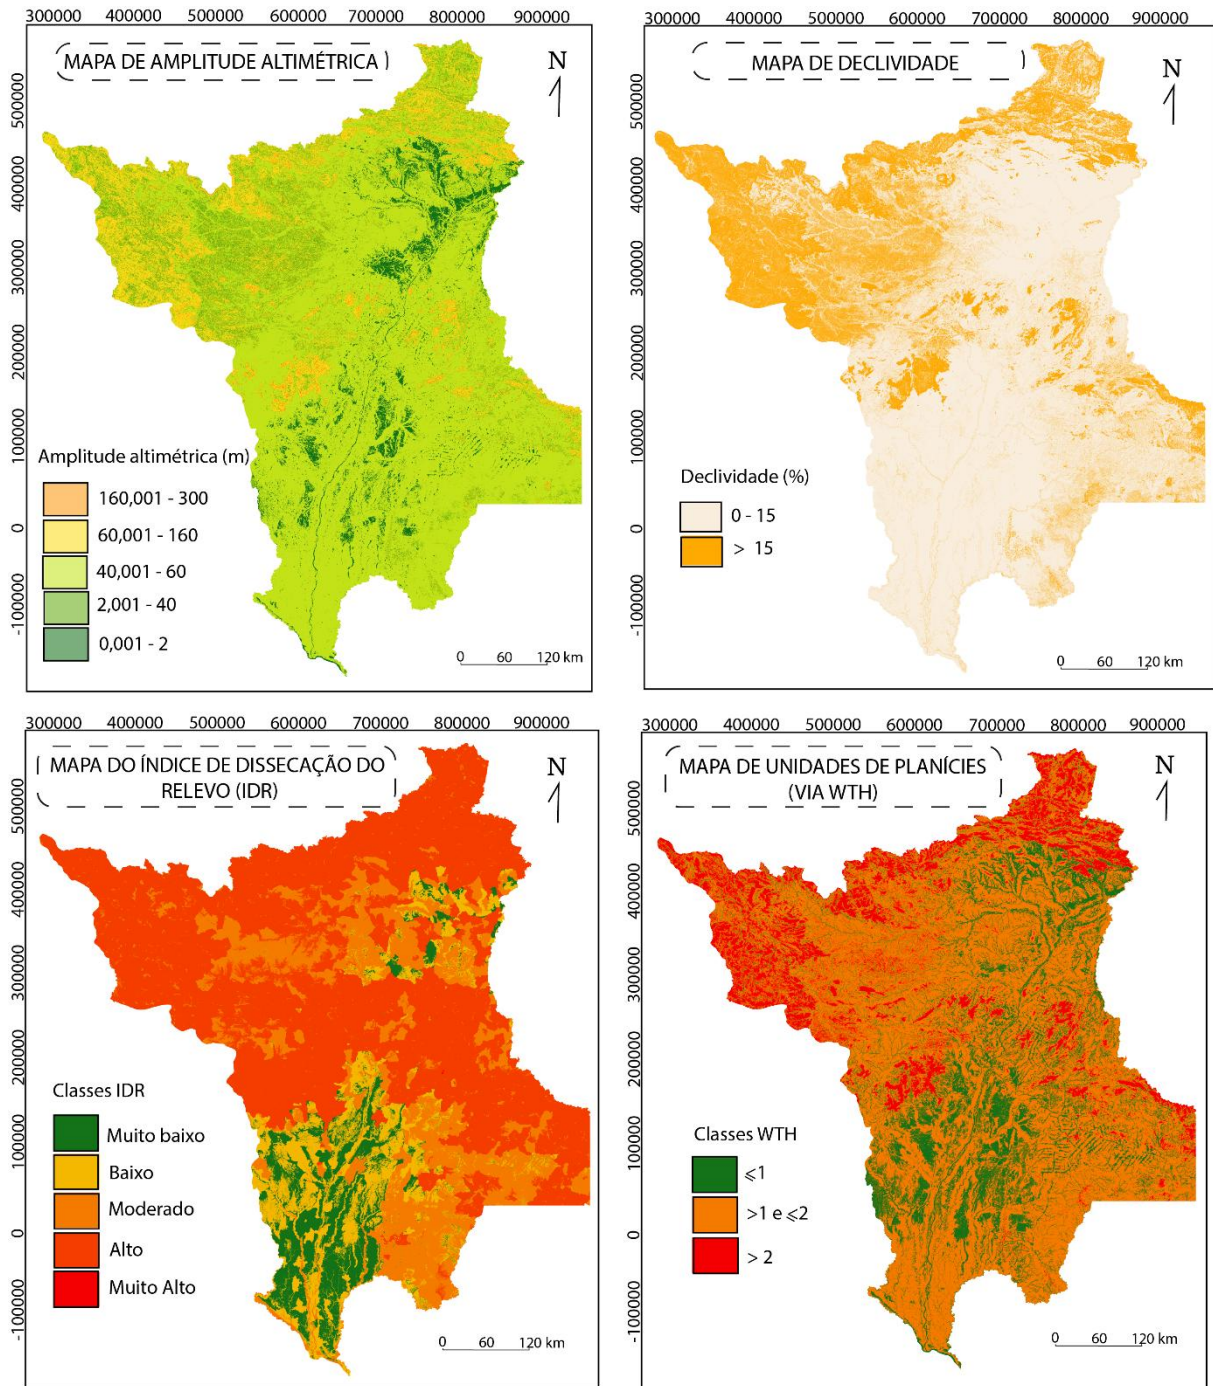 300000 400000 500000 600000 700000 800000 900000
MAPA DE AMPLITUDE ALTIMÉTRICA
N
500000
400000
300000
200000
100000
0
-100000
Amplitude altimétrica (m)
160,001 - 300
60,001 - 160
40,001 - 60
2,001 - 40
0,001 - 2
0 60 120 km
300000 400000 500000 600000 700000 800000 900000
MAPA DE DECLIVIDADE
N
500000
400000
300000
200000
100000
0
-100000
Declividade (%)
0 - 15
> 15
0 60 120 km
300000 400000 500000 600000 700000 800000 900000
MAPA DO ÍNDICE DE DISSECAÇÃO DO
RELEVO (IDR)
N
500000
400000
300000
200000
100000
0
-100000
Classes IDR
Muito baixo
Baixo
Moderado
Alto
Muito Alto
0 60 120 km
300000 400000 500000 600000 700000 800000 900000
MAPA DE UNIDADES DE PLANÍCIES
(VIA WTH)
N
500000
400000
300000
200000
100000
0
-100000
Classes WTH
⩽1
>1 e ⩽2
> 2
0 60 120 km